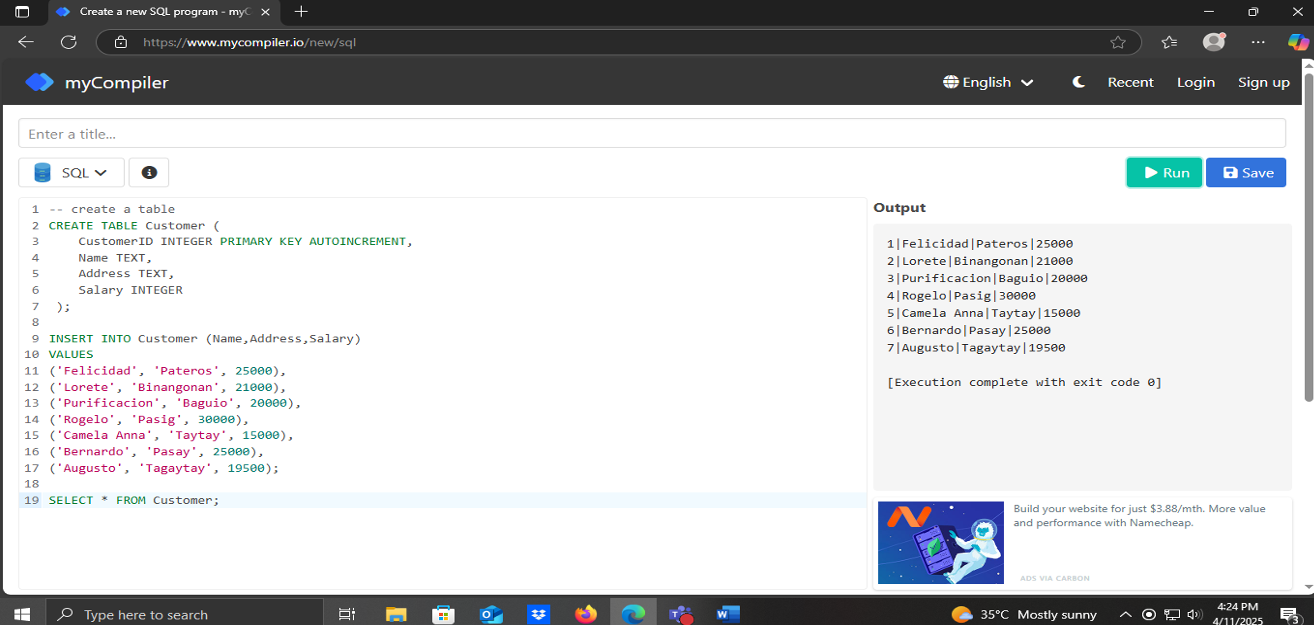 Create a new SQL program - myC
https://www.mycompiler.io/new/sql
myCompiler
English
Recent
Login
Sign up
Enter a title...
SQL
Run
Save
1 -- create a table
2 CREATE TABLE Customer (
3     CustomerID INTEGER PRIMARY KEY AUTOINCREMENT,
4     Name TEXT,
5     Address TEXT,
6     Salary INTEGER
7  );
8
9 INSERT INTO Customer (Name,Address,Salary)
10 VALUES
11 ('Felicidad', 'Pateros', 25000),
12 ('Lorete', 'Binangonan', 21000),
13 ('Purificacion', 'Baguio', 20000),
14 ('Rogelo', 'Pasig', 30000),
15 ('Camela Anna', 'Taytay', 15000),
16 ('Bernardo', 'Pasay', 25000),
17 ('Augusto', 'Tagaytay', 19500);
18
19 SELECT * FROM Customer;
Output
1|Felicidad|Pateros|25000
2|Lorete|Binangonan|21000
3|Purificacion|Baguio|20000
4|Rogelo|Pasig|30000
5|Camela Anna|Taytay|15000
6|Bernardo|Pasay|25000
7|Augusto|Tagaytay|19500
[Execution complete with exit code 0]
Build your website for just $3.88/mth. More value
and performance with Namecheap.
ADS VIA CARBON
Type here to search
35°C Mostly sunny
4:24 PM
4/11/2025
3